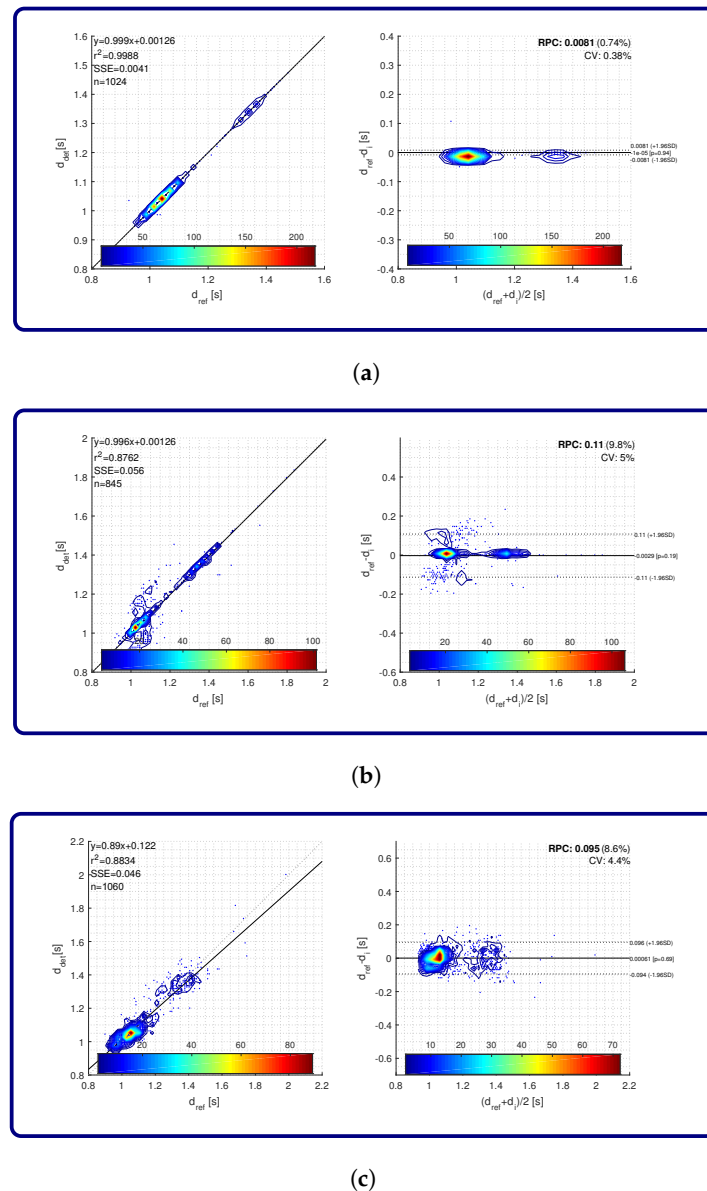 y=0.999x+0.00126
r2=0.9988
SSE=0.0041
n=1024
1.6
1.5
1.4
1.3
1.2
1.1
1
0.9
0.8
ddet[s]
50 100 150 200
0.8 1 1.2 1.4 1.6
dref [s]
RPC: 0.0081 (0.74%)
CV: 0.38%
0.4
0.3
0.2
0.1
0
-0.1
-0.2
-0.3
-0.4
dref-di [s]
0.0081 (+1.96SD)
-1e-05 [p=0.94]
-0.0081 (-1.96SD)
50 100 150 200
0.8 1 1.2 1.4 1.6
(dref+di)/2 [s]
(a)
y=0.996x+0.00126
r2=0.8762
SSE=0.056
n=845
2
1.8
1.6
1.4
1.2
1
0.8
ddet[s]
20 40 60 80 100
0.8 1 1.2 1.4 1.6 1.8 2
dref [s]
RPC: 0.11 (9.8%)
CV: 5%
0.6
0.4
0.2
0
-0.2
-0.4
-0.6
dref-di [s]
0.11 (+1.96SD)
-0.0029 [p=0.19]
-0.11 (-1.96SD)
20 40 60 80 100
0.8 1 1.2 1.4 1.6 1.8 2
(dref+di)/2 [s]
(b)
y=0.89x+0.122
r2=0.8834
SSE=0.046
n=1060
2.2
2
1.8
1.6
1.4
1.2
1
0.8
ddet[s]
20 40 60 80
0.8 1 1.2 1.4 1.6 1.8 2 2.2
dref [s]
RPC: 0.095 (8.6%)
CV: 4.4%
0.6
0.4
0.2
0
-0.2
-0.4
-0.6
dref-di [s]
0.096 (+1.96SD)
0.00061 [p=0.69]
-0.094 (-1.96SD)
10 20 30 40 50 60 70
0.8 1 1.2 1.4 1.6 1.8 2 2.2
(dref+di)/2 [s]
(c)